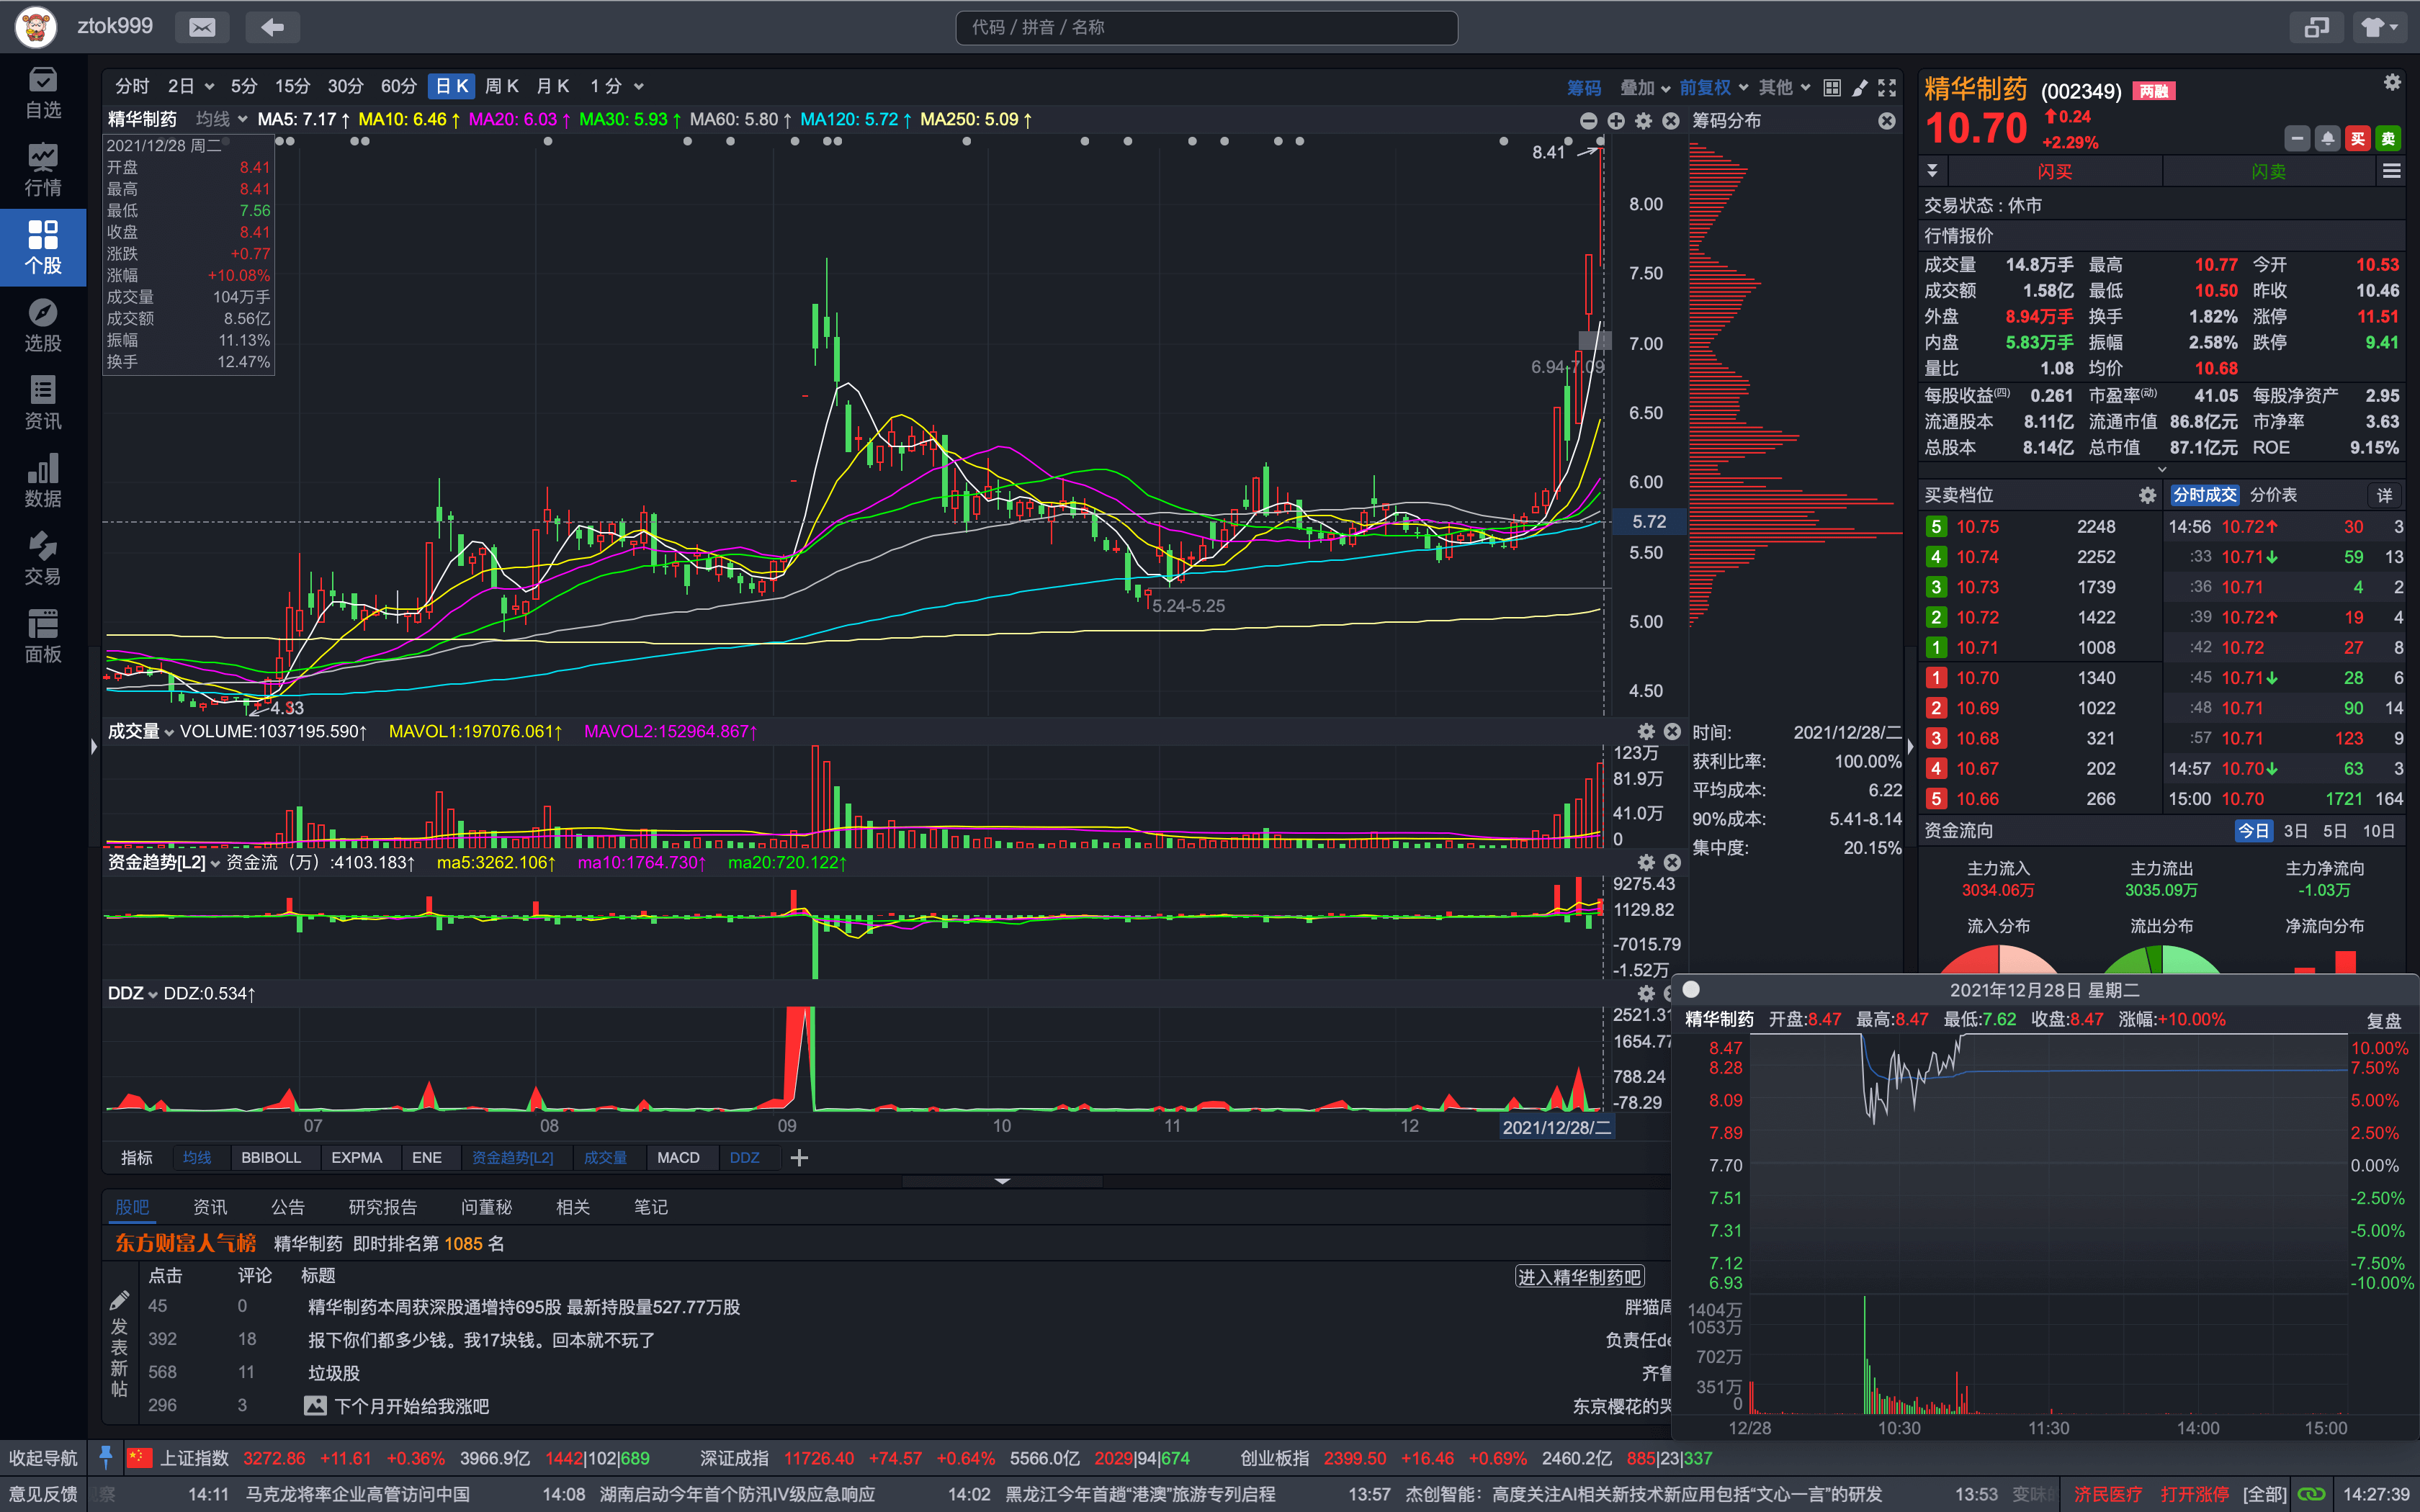 ztok999
代码 / 拼音 / 名称
自选
行情
个股
选股
资讯
数据
交易
面板
分时 2日 5分 15分 30分 60分 日K 周K 月K 1分
筹码 叠加 前复权 其他
精华制药 均线 MA5: 7.17↑ MA10: 6.46↑ MA20: 6.03↑ MA30: 5.93↑ MA60: 5.80↑ MA120: 5.72↑ MA250: 5.09↑
筹码分布
2021/12/28 周二
开盘 8.41
最高 8.41
最低 7.56
收盘 8.41
涨跌 +0.77
涨幅 +10.08%
成交量 104万手
成交额 8.56亿
振幅 11.13%
换手 12.47%
8.41
8.00
7.50
7.00
6.94-7.09
6.50
6.00
5.72
5.50
5.24-5.25
5.00
4.50
4.33
成交量 VOLUME:1037195.590↑ MAVOL1:197076.061↑ MAVOL2:152964.867↑
123万
81.9万
41.0万
0
时间: 2021/12/28/二
获利比率: 100.00%
平均成本: 6.22
90%成本: 5.41-8.14
集中度: 20.15%
资金趋势[L2] 资金流（万）:4103.183↑ ma5:3262.106↑ ma10:1764.730↑ ma20:720.122↑
9275.43
1129.82
-7015.79
-1.52万
DDZ DDZ:0.534↑
2521.31
1654.77
788.24
-78.29
07 08 09 10 11 12 2021/12/28/二
指标 均线 BBIBOLL EXPMA ENE 资金趋势[L2] 成交量 MACD DDZ
股吧 资讯 公告 研究报告 问董秘 相关 笔记
东方财富人气榜 精华制药 即时排名第 1085 名
点击 评论 标题 进入精华制药吧
发表新帖
45 0 精华制药本周获深股通增持695股 最新持股量527.77万股 胖猫周
392 18 报下你们都多少钱。我17块钱。回本就不玩了 负责任de
568 11 垃圾股 齐鲁
296 3 下个月开始给我涨吧 东京樱花的哭
精华制药 (002349) 两融
10.70 0.24
+2.29%
买 卖
闪买 闪卖
交易状态 : 休市
行情报价
成交量 14.8万手 最高 10.77 今开 10.53
成交额 1.58亿 最低 10.50 昨收 10.46
外盘 8.94万手 换手 1.82% 涨停 11.51
内盘 5.83万手 振幅 2.58% 跌停 9.41
量比 1.08 均价 10.68
每股收益(四) 0.261 市盈率(动) 41.05 每股净资产 2.95
流通股本 8.11亿 流通市值 86.8亿元 市净率 3.63
总股本 8.14亿 总市值 87.1亿元 ROE 9.15%
买卖档位 分时成交 分价表 详
5 10.75 2248 14:56 10.72↑ 30 3
4 10.74 2252 :33 10.71↓ 59 13
3 10.73 1739 :36 10.71 4 2
2 10.72 1422 :39 10.72↑ 19 4
1 10.71 1008 :42 10.72 27 8
1 10.70 1340 :45 10.71↓ 28 6
2 10.69 1022 :48 10.71 90 14
3 10.68 321 :57 10.71 123 9
4 10.67 202 14:57 10.70↓ 63 3
5 10.66 266 15:00 10.70 1721 164
资金流向 今日 3日 5日 10日
主力流入 主力流出 主力净流向
3034.06万 3035.09万 -1.03万
流入分布 流出分布 净流向分布
2021年12月28日 星期二
精华制药 开盘:8.47 最高:8.47 最低:7.62 收盘:8.47 涨幅:+10.00% 复盘
8.47 10.00%
8.28 7.50%
8.09 5.00%
7.89 2.50%
7.70 0.00%
7.51 -2.50%
7.31 -5.00%
7.12 -7.50%
6.93 -10.00%
1404万
1053万
702万
351万
0
12/28 10:30 11:30 14:00 15:00
收起导航 上证指数 3272.86 +11.61 +0.36% 3966.9亿 1442|102|689 深证成指 11726.40 +74.57 +0.64% 5566.0亿 2029|94|674 创业板指 2399.50 +16.46 +0.69% 2460.2亿 885|23|337
意见反馈 14:11 马克龙将率企业高管访问中国 14:08 湖南启动今年首个防汛IV级应急响应 14:02 黑龙江今年首趟“港澳”旅游专列启程 13:57 杰创智能：高度关注AI相关新技术新应用包括“文心一言”的研发 13:53 变味 济民医疗 打开涨停 [全部] 14:27:39